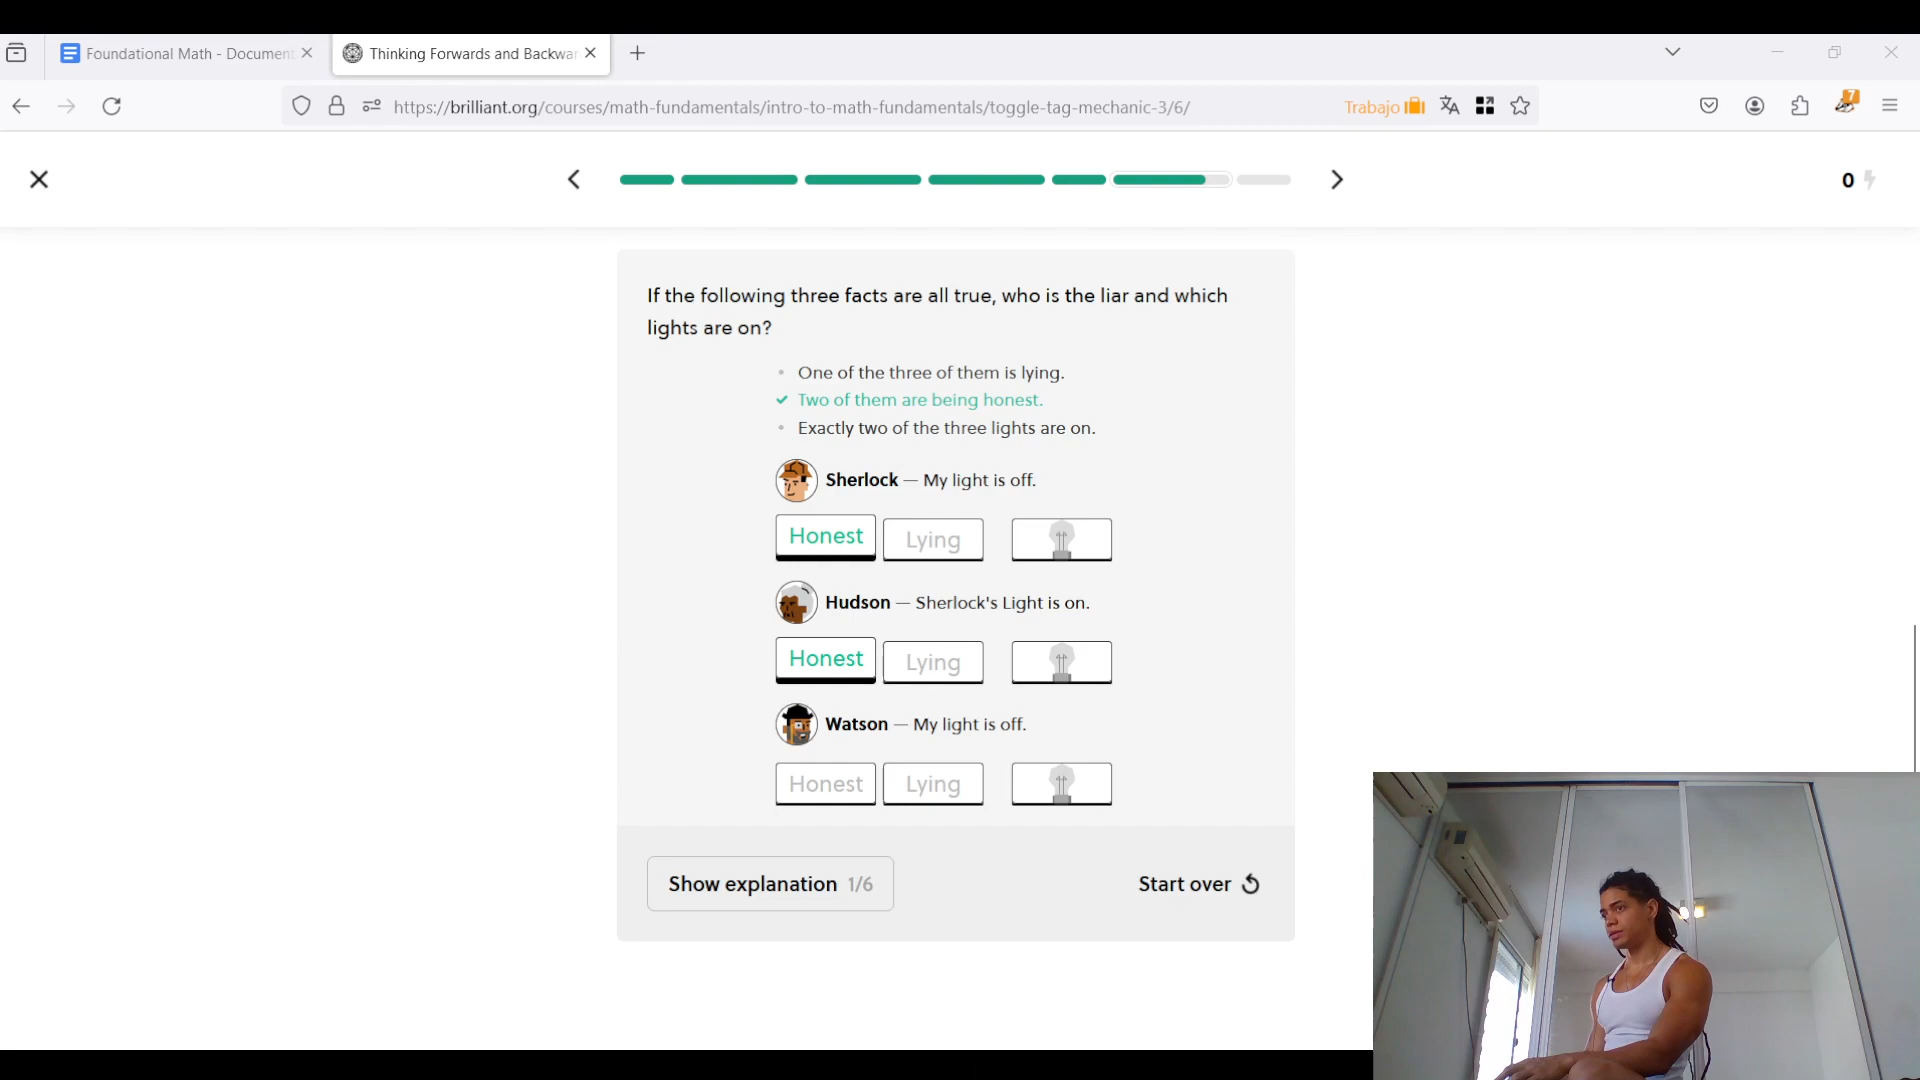 Foundational Math - Document
Thinking Forwards and Backwar
https://brilliant.org/courses/math-fundamentals/intro-to-math-fundamentals/toggle-tag-mechanic-3/6/
Trabajo
7
0
If the following three facts are all true, who is the liar and which
lights are on?
One of the three of them is lying.
Two of them are being honest.
Exactly two of the three lights are on.
Sherlock — My light is off.
Honest Lying
Hudson — Sherlock's Light is on.
Honest Lying
Watson — My light is off.
Honest Lying
Show explanation 1/6
Start over